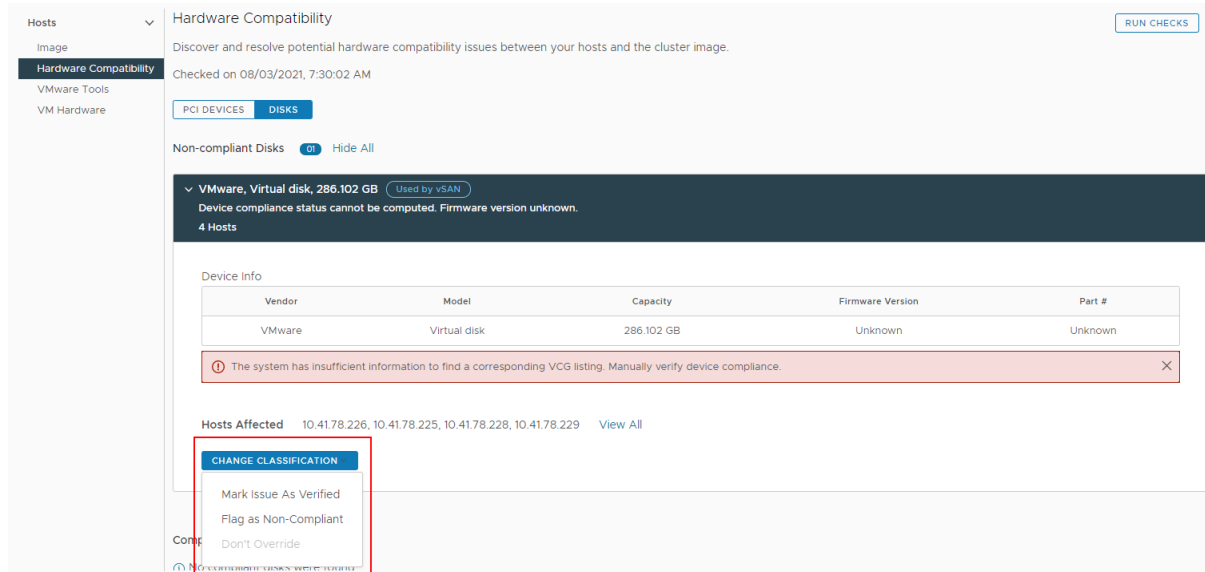 Hosts
Image
Hardware Compatibility
VMware Tools
VM Hardware
Hardware Compatibility
RUN CHECKS
Discover and resolve potential hardware compatibility issues between your hosts and the cluster image.
Checked on 08/03/2021, 7:30:02 AM
PCI DEVICES DISKS
Non-compliant Disks 01 Hide All
VMware, Virtual disk, 286.102 GB Used by vSAN
Device compliance status cannot be computed. Firmware version unknown.
4 Hosts
Device Info
Vendor Model Capacity Firmware Version Part #
VMware Virtual disk 286.102 GB Unknown Unknown
The system has insufficient information to find a corresponding VCG listing. Manually verify device compliance.
Hosts Affected 10.41.78.226, 10.41.78.225, 10.41.78.228, 10.41.78.229 View All
CHANGE CLASSIFICATION
Mark Issue As Verified
Flag as Non-Compliant
Comp
Don't Override
No compliant disks were found